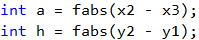 int a = fabs(x2 - x3);
int h = fabs(y2 - y1);